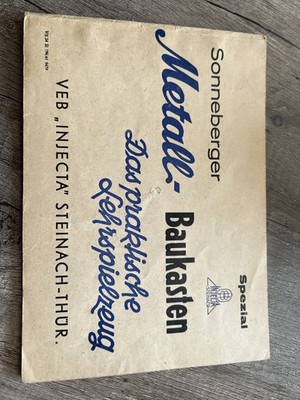 Sonneberger
Spezial
Metall-Baukasten
Das praktische
Lehrspielzeug
VEB „INJECTA" STEINACH-THÜR.